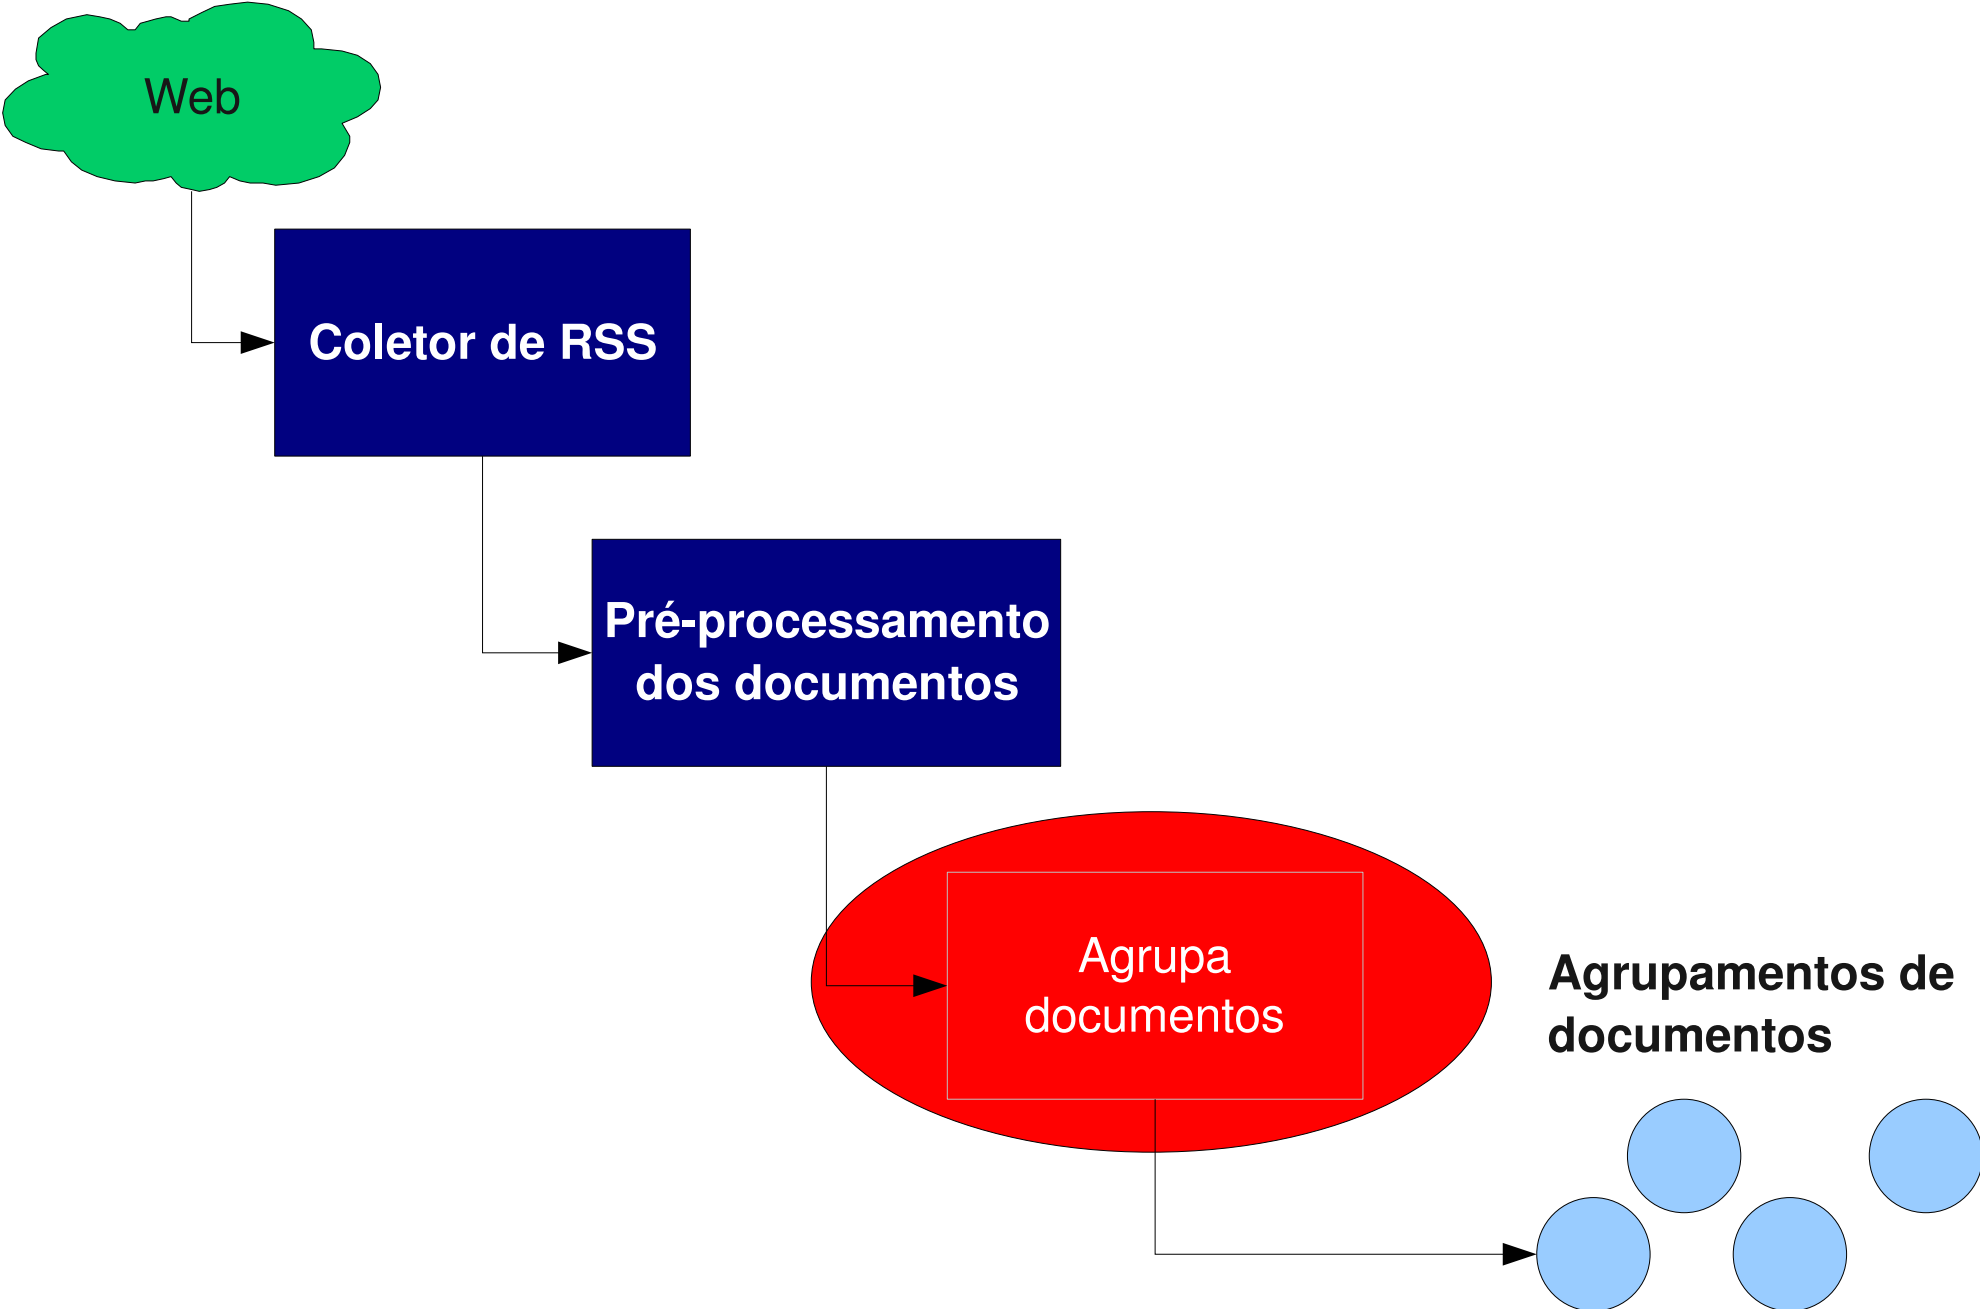 Web
Coletor de RSS
Pré-processamento
dos documentos
Agrupa
documentos
Agrupamentos de
documentos